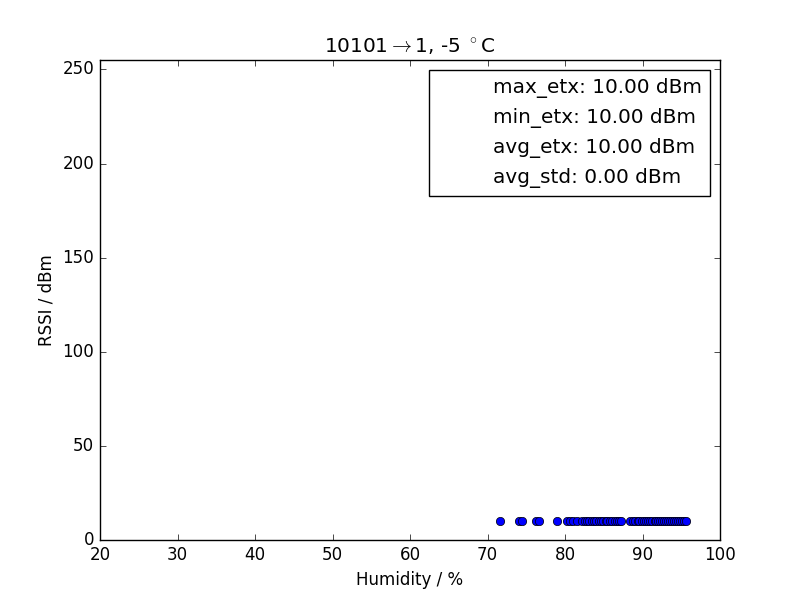 10101→1, -5 °C
max_etx: 10.00 dBm
min_etx: 10.00 dBm
avg_etx: 10.00 dBm
avg_std: 0.00 dBm
250
200
150
100
50
0
RSSI / dBm
20 30 40 50 60 70 80 90 100
Humidity / %